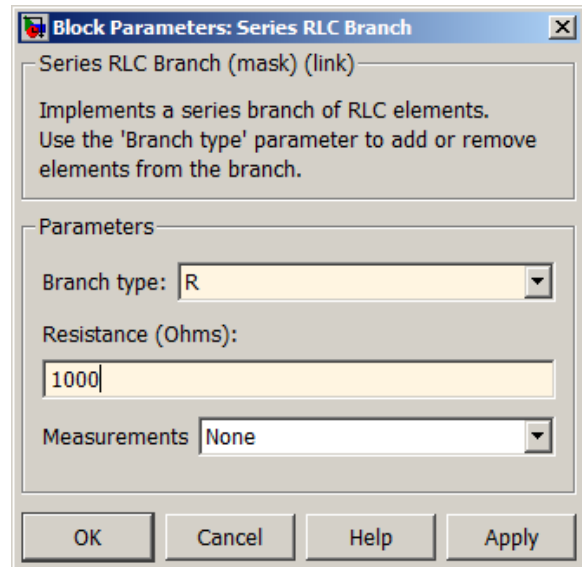 Block Parameters: Series RLC Branch
Series RLC Branch (mask) (link)
Implements a series branch of RLC elements.
Use the 'Branch type' parameter to add or remove
elements from the branch.
Parameters
Branch type: R
Resistance (Ohms):
1000
Measurements None
OK Cancel Help Apply